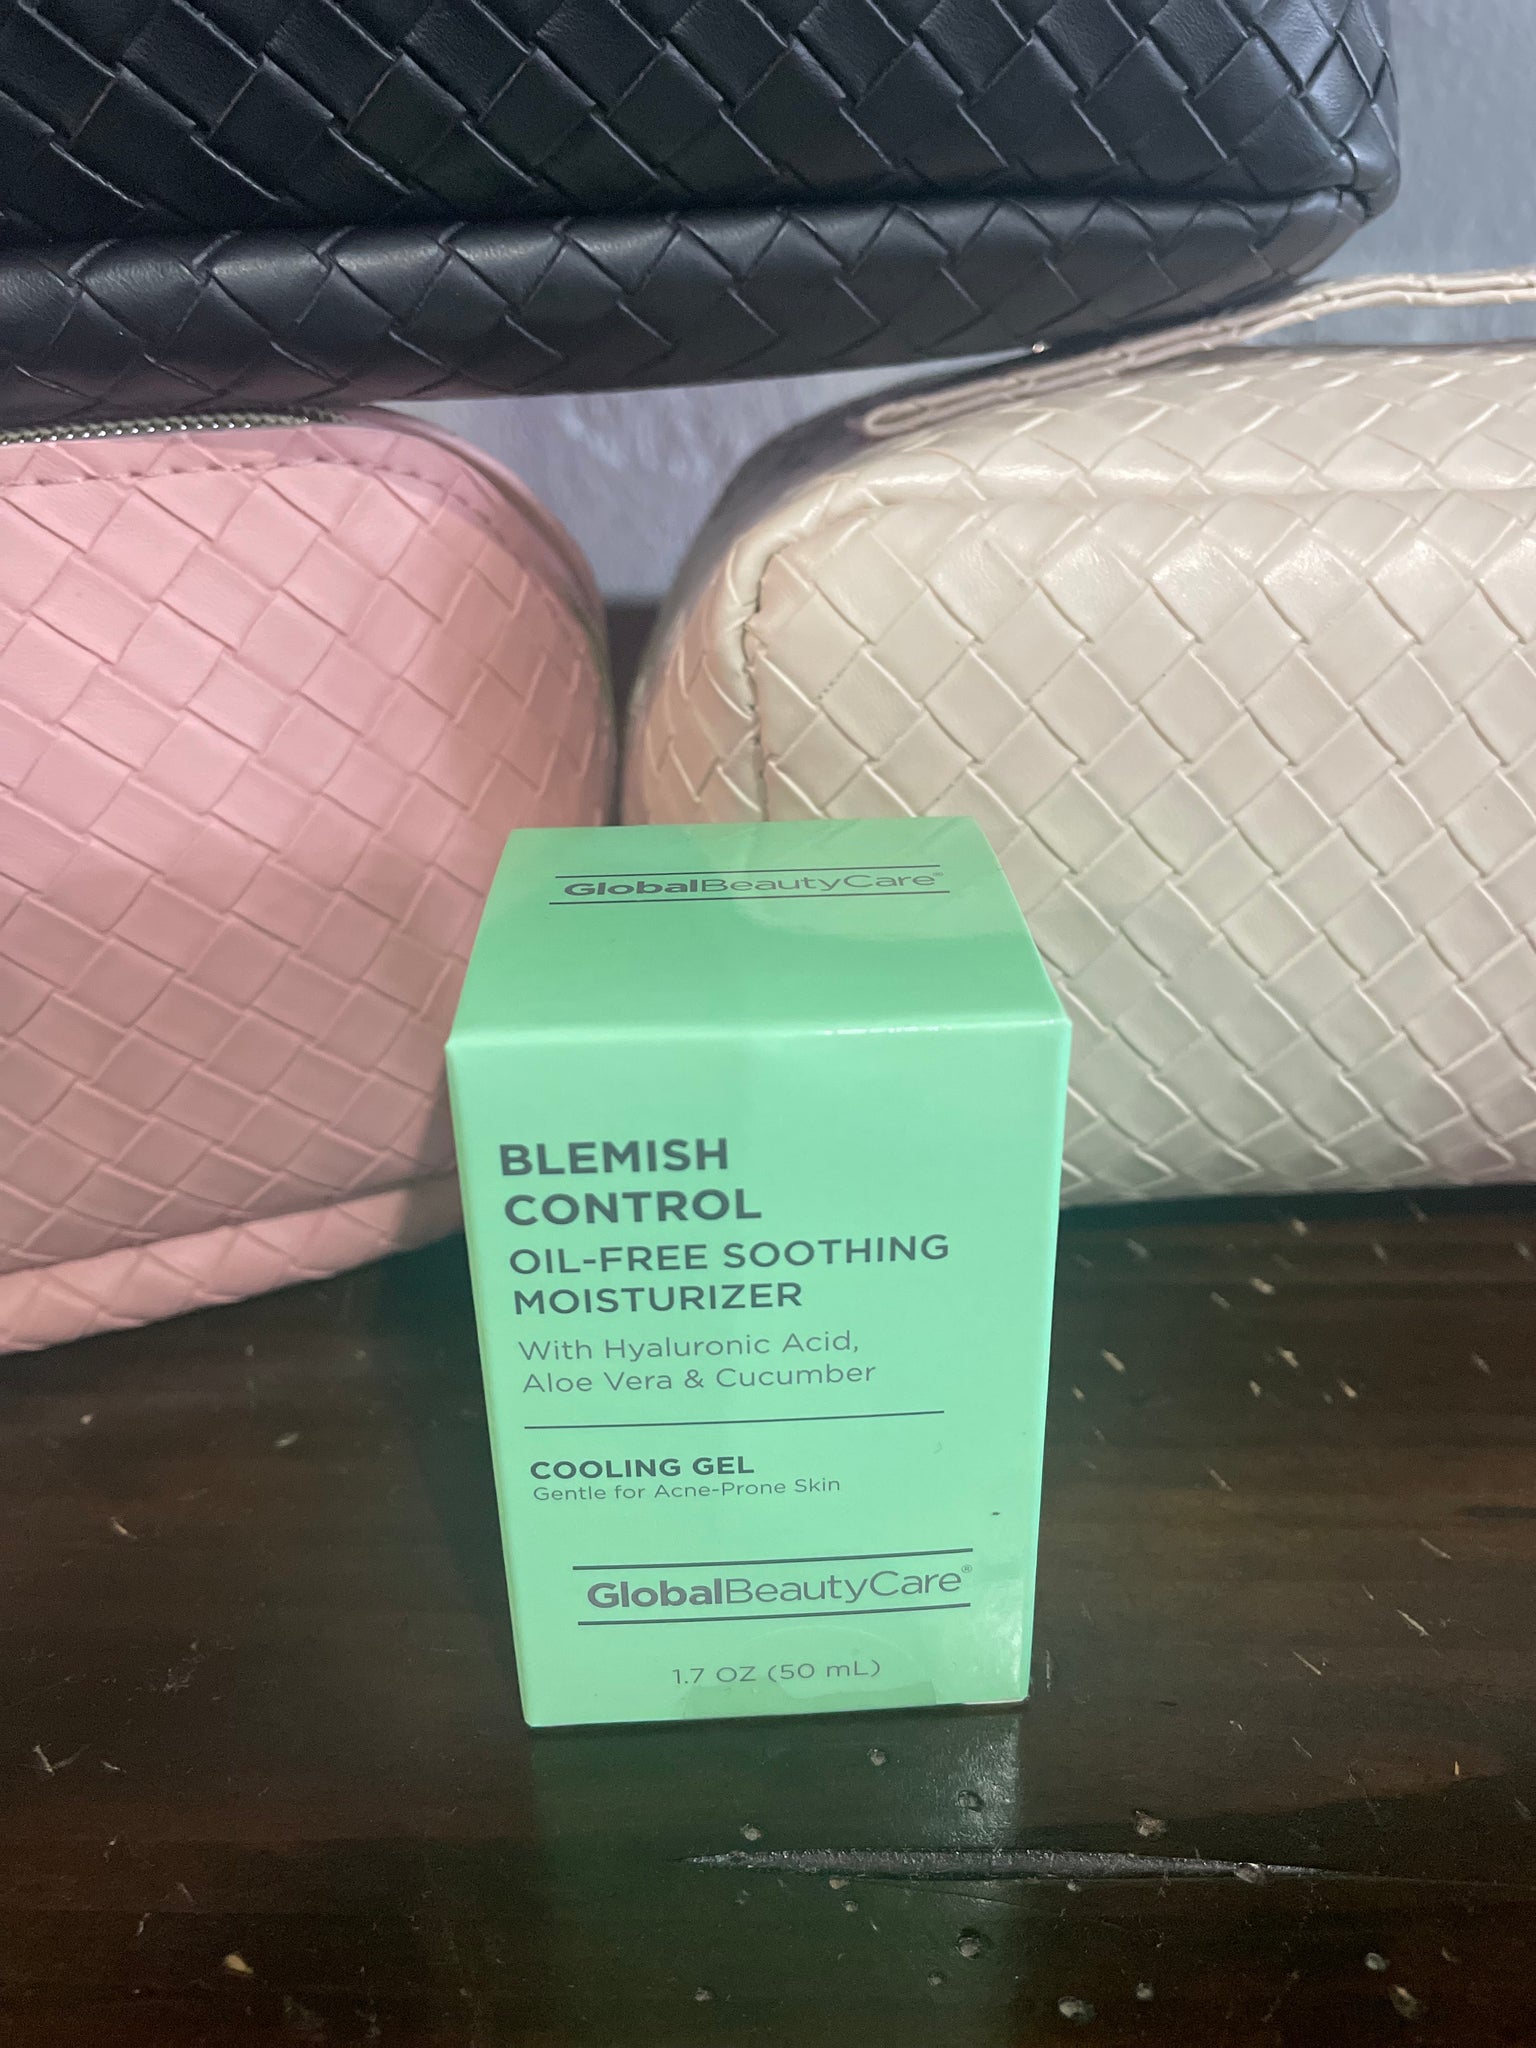 GlobalBeautyCare®
BLEMISH
CONTROL
OIL-FREE SOOTHING
MOISTURIZER
With Hyaluronic Acid,
Aloe Vera & Cucumber
COOLING GEL
Gentle for Acne-Prone Skin
GlobalBeautyCare®
1.7 OZ (50 mL)